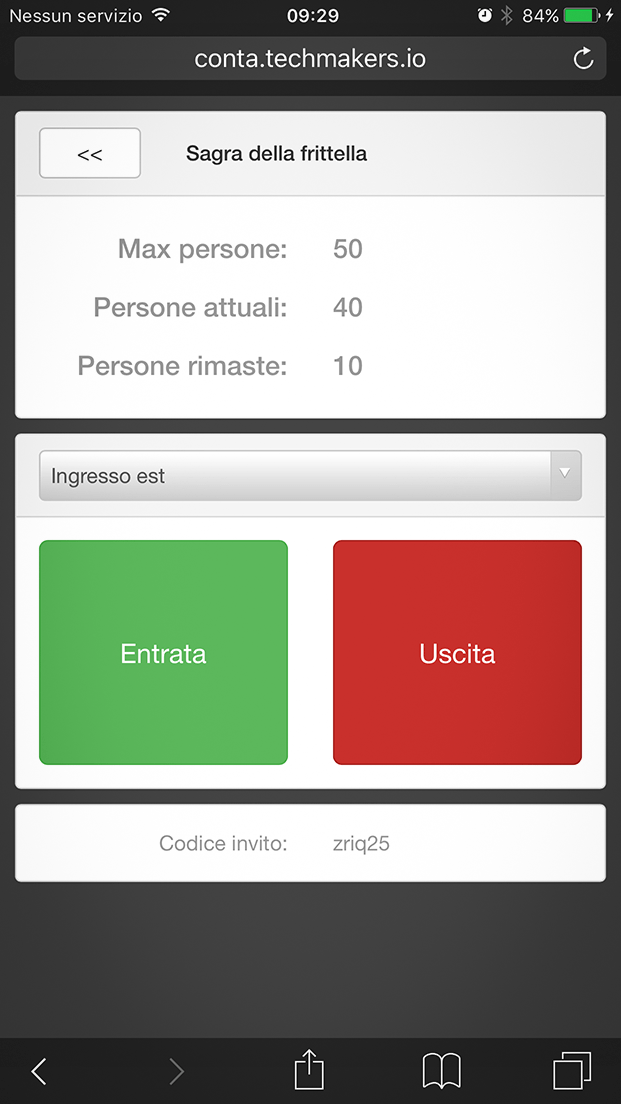 Nessun servizio 09:29 84%
conta.techmakers.io
<< Sagra della frittella
Max persone: 50
Persone attuali: 40
Persone rimaste: 10
Ingresso est
Entrata Uscita
Codice invito: zriq25